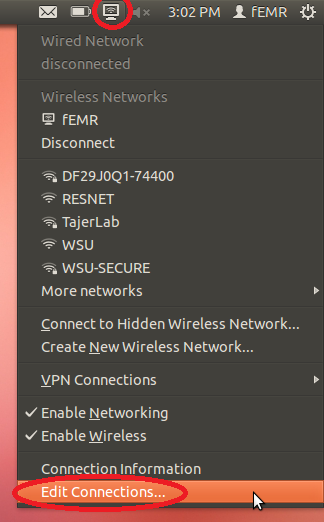 3:02 PM fEMR
Wired Network
disconnected
Wireless Networks
fEMR
Disconnect
DF29J0Q1-74400
RESNET
TajerLab
WSU
WSU-SECURE
More networks
Connect to Hidden Wireless Network...
Create New Wireless Network...
VPN Connections
Enable Networking
Enable Wireless
Connection Information
Edit Connections...